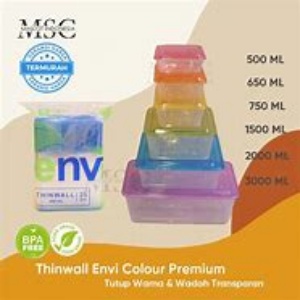 MSC
TERMURAH
500 ML
650 ML
750 ML
1500 ML
2000 ML
3000 ML
env
THINWALL
BPA
FREE
Thinwall Envi Colour Premium
Tutup Warna & Wadah Transparan